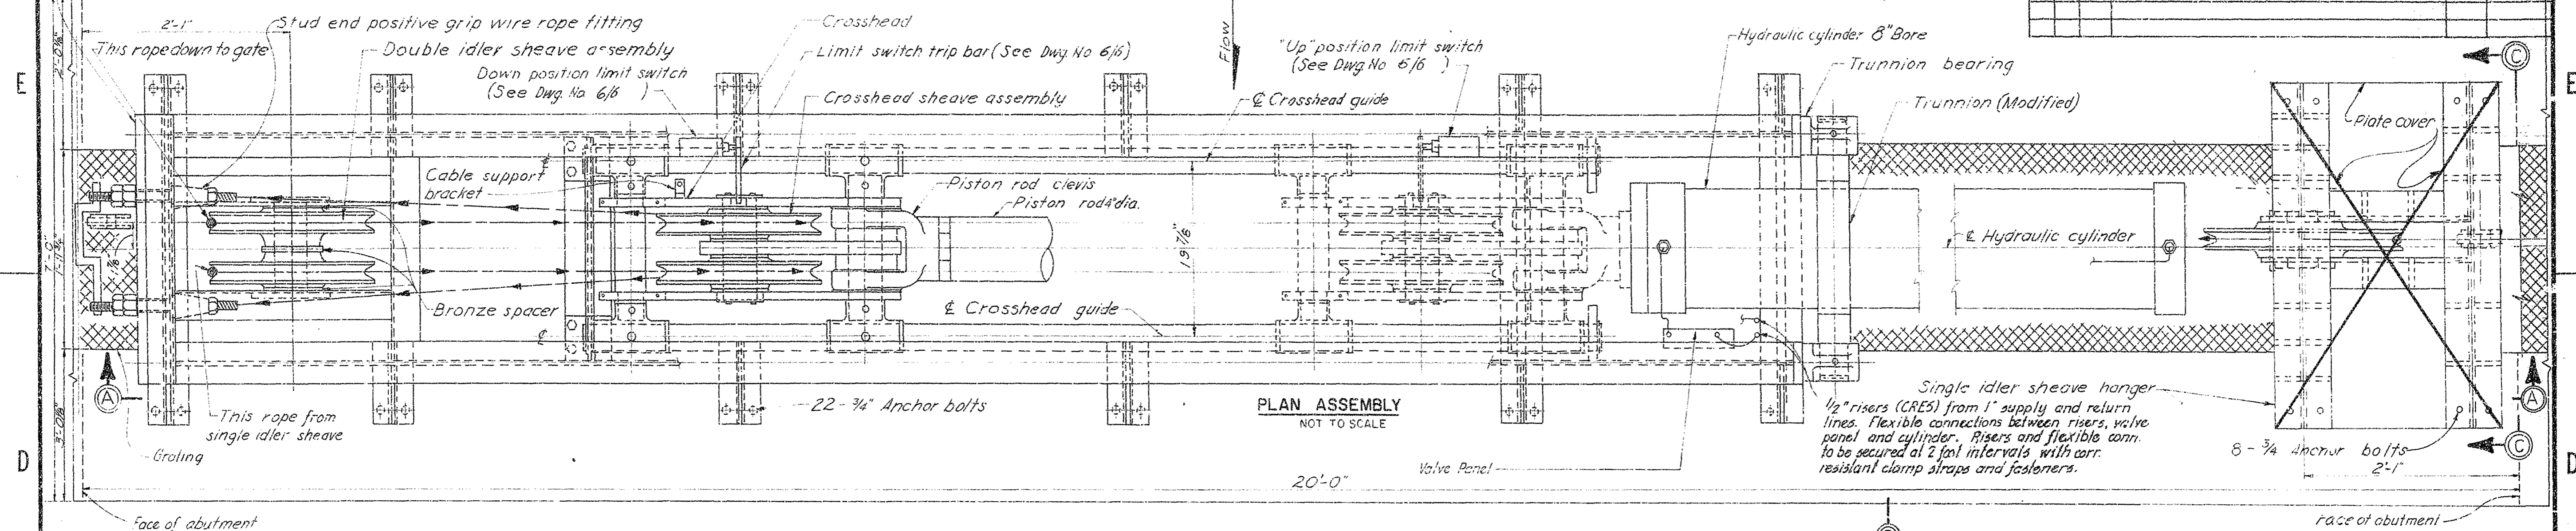 2'-1"
Stud end positive grip wire rope fitting
This rope down to gate
Double idler sheave assembly
Down position limit switch
(See Dwg. No. 6/6 )
Crosshead
Limit switch trip bar (See Dwg. No 6/6)
Crosshead sheave assembly
Flow
"Up" position limit switch
(See Dwg. No 6/6 )
℄ Crosshead guide
Hydraulic cylinder 8" Bore
Trunnion bearing
Trunnion (Modified)
Plate cover
C
E
E
Cable support
bracket
Piston rod clevis
Piston rod 4" dia.
19 7/8"
℄ Hydraulic cylinder
Bronze spacer
℄ Crosshead guide
7'-0"
3'-0 1/8"
A
This rope from
single idler sheave
Grating
22 - 3/4" Anchor bolts
PLAN ASSEMBLY
NOT TO SCALE
Valve Panel
Single idler sheave hanger
1/2" risers (CRES) from 1" supply and return
lines. Flexible connections between risers, valve
panel and cylinder. Risers and flexible conn.
to be secured at 2 foot intervals with corr.
resistant clamp straps and fasteners.
8 - 3/4 Anchor bolts
2'-1"
A
C
D
D
20'-0"
Face of abutment
Face of abutment